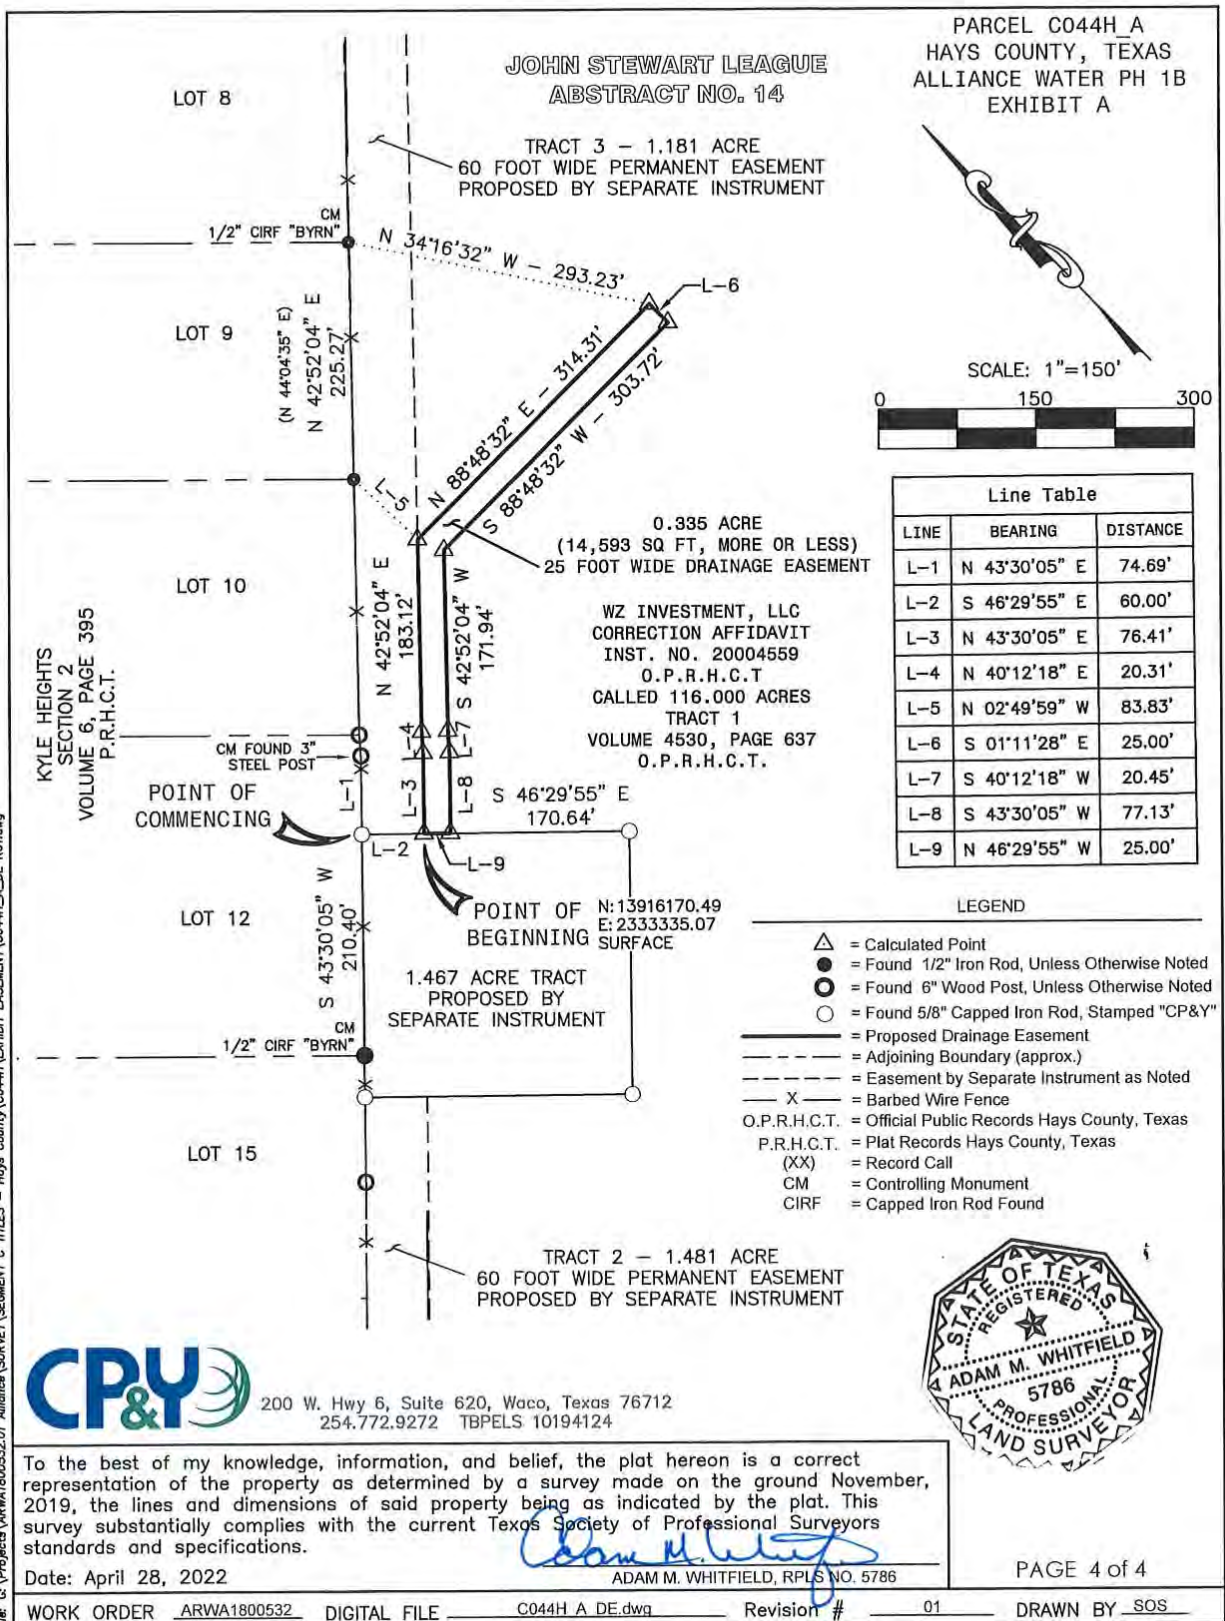 PARCEL C044H_A
HAYS COUNTY, TEXAS
ALLIANCE WATER PH 1B
EXHIBIT A
JOHN STEWART LEAGUE
ABSTRACT NO. 14
LOT 8
TRACT 3 - 1.181 ACRE
60 FOOT WIDE PERMANENT EASEMENT
PROPOSED BY SEPARATE INSTRUMENT
CM
1/2" CIRF "BYRN"
N 34°16'32" W - 293.23'
L-6
LOT 9
(N 44°04'35" E)
N 42°52'04" E
225.27'
N 88°48'32" E - 314.31'
S 88°48'32" W - 303.72'
SCALE: 1"=150'
0 150 300
L-5
0.335 ACRE
(14,593 SQ FT, MORE OR LESS)
25 FOOT WIDE DRAINAGE EASEMENT
LOT 10
N 42°52'04" E
183.12'
S 42°52'04" W
171.94'
WZ INVESTMENT, LLC
CORRECTION AFFIDAVIT
INST. NO. 20004559
O.P.R.H.C.T
CALLED 116.000 ACRES
TRACT 1
VOLUME 4530, PAGE 637
O.P.R.H.C.T.
KYLE HEIGHTS
SECTION 2
VOLUME 6, PAGE 395
P.R.H.C.T.
CM FOUND 3"
STEEL POST
L-4
L-7
L-1
L-3
L-8
POINT OF
COMMENCING
S 46°29'55" E
170.64'
L-2
L-9
Line Table
LINE BEARING DISTANCE
L-1 N 43°30'05" E 74.69'
L-2 S 46°29'55" E 60.00'
L-3 N 43°30'05" E 76.41'
L-4 N 40°12'18" E 20.31'
L-5 N 02°49'59" W 83.83'
L-6 S 01°11'28" E 25.00'
L-7 S 40°12'18" W 20.45'
L-8 S 43°30'05" W 77.13'
L-9 N 46°29'55" W 25.00'
LOT 12
S 43°30'05" W
210.40'
POINT OF
BEGINNING
N:13916170.49
E:2333335.07
SURFACE
1.467 ACRE TRACT
PROPOSED BY
SEPARATE INSTRUMENT
CM
1/2" CIRF "BYRN"
LOT 15
TRACT 2 - 1.481 ACRE
60 FOOT WIDE PERMANENT EASEMENT
PROPOSED BY SEPARATE INSTRUMENT
LEGEND
= Calculated Point
= Found 1/2" Iron Rod, Unless Otherwise Noted
= Found 6" Wood Post, Unless Otherwise Noted
= Found 5/8" Capped Iron Rod, Stamped "CP&Y"
= Proposed Drainage Easement
= Adjoining Boundary (approx.)
= Easement by Separate Instrument as Noted
X = Barbed Wire Fence
O.P.R.H.C.T. = Official Public Records Hays County, Texas
P.R.H.C.T. = Plat Records Hays County, Texas
(XX) = Record Call
CM = Controlling Monument
CIRF = Capped Iron Rod Found
STATE OF TEXAS
REGISTERED
ADAM M. WHITFIELD
5786
PROFESSIONAL
LAND SURVEYOR
CP&Y
200 W. Hwy 6, Suite 620, Waco, Texas 76712
254.772.9272 TBPELS 10194124
To the best of my knowledge, information, and belief, the plat hereon is a correct
representation of the property as determined by a survey made on the ground November,
2019, the lines and dimensions of said property being as indicated by the plat. This
survey substantially complies with the current Texas Society of Professional Surveyors
standards and specifications.
Adam M. Whitfield
Date: April 28, 2022
ADAM M. WHITFIELD, RPLS NO. 5786
PAGE 4 of 4
WORK ORDER ARWA1800532 DIGITAL FILE C044H_A_DE.dwg Revision # 01 DRAWN BY SOS